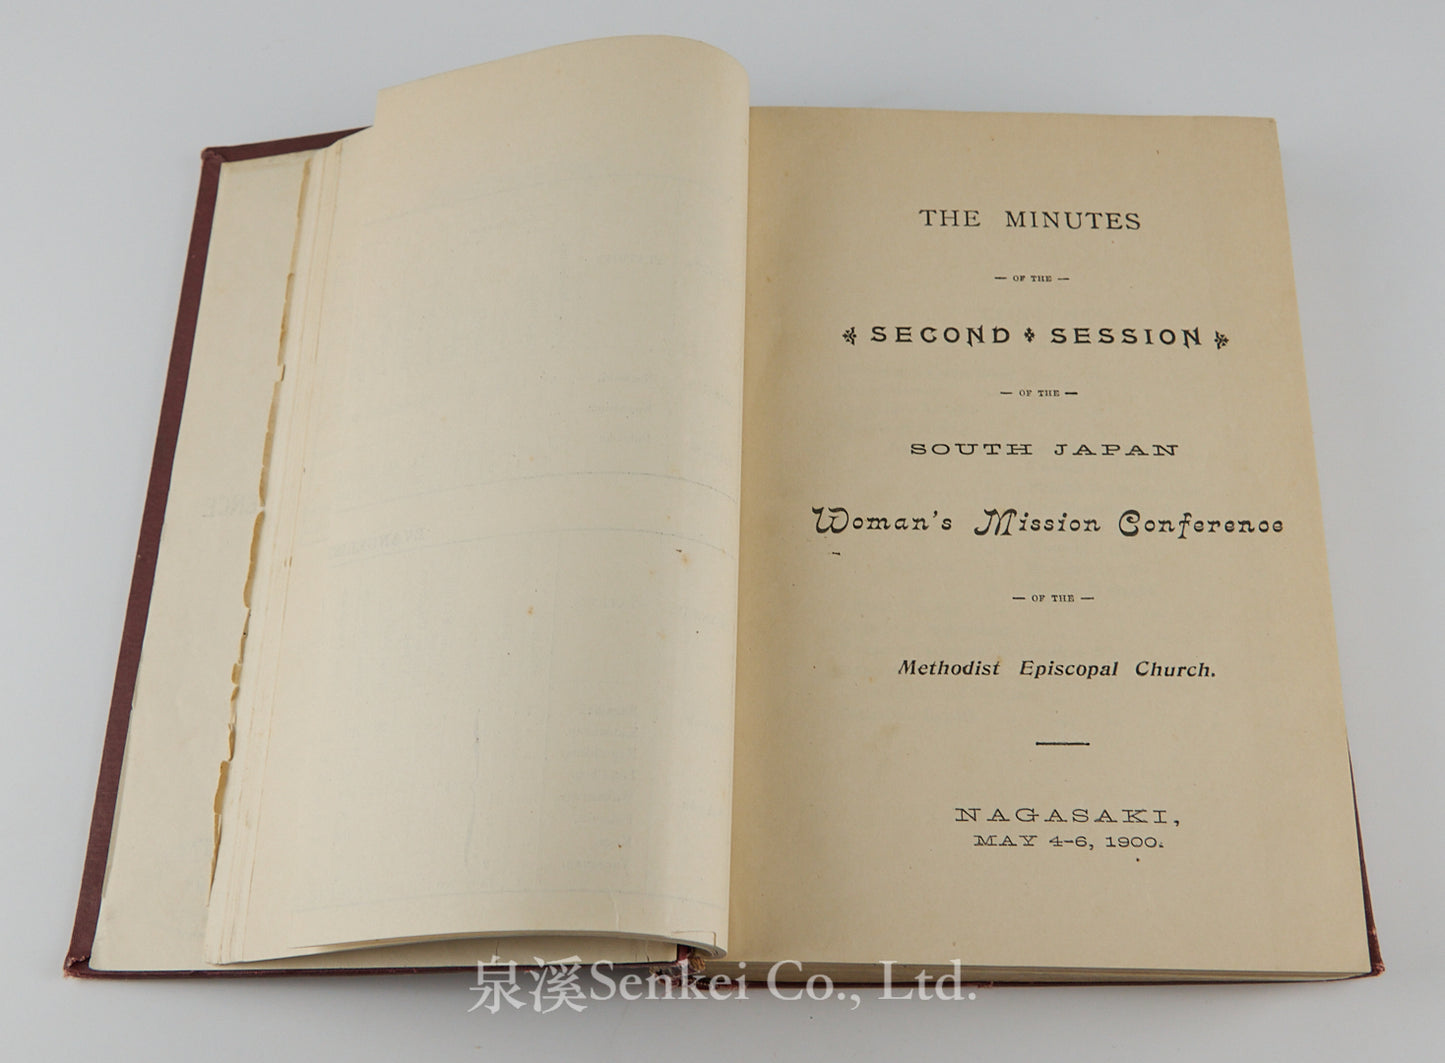 THE MINUTES
— OF THE —
SECOND SESSION
— OF THE —
SOUTH JAPAN
Woman's Mission Conference
— OF THE —
Methodist Episcopal Church.
NAGASAKI,
MAY 4-6, 1900.
泉溪Senkei Co., Ltd.